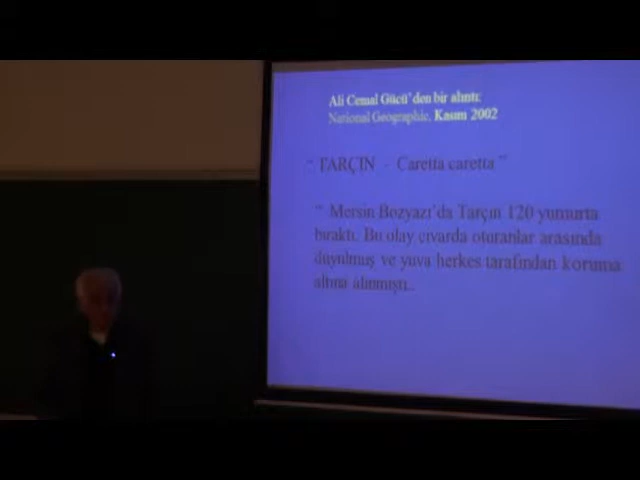 Ali Cemal Gücü'den bir alıntı:
National Geographic, Kasım 2002
“ TARÇIN - Caretta caretta ”
“ Mersin Bozyazı'da Tarçın 120 yumurta
bıraktı. Bu olay civarda oturanlar arasında
duyulmuş ve yuva herkes tarafından koruma
altına alınmıştı..